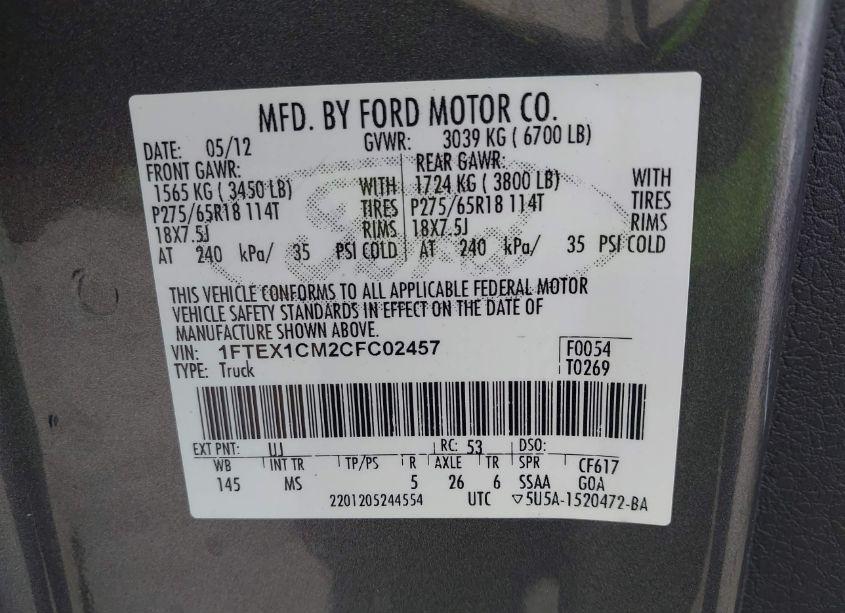 MFD. BY FORD MOTOR CO.
DATE: 05/12 GVWR: 3039 KG ( 6700 LB)
FRONT GAWR: REAR GAWR:
1565 KG ( 3450 LB) WITH 1724 KG ( 3800 LB) WITH
P275/65R18 114T TIRES P275/65R18 114T TIRES
18X7.5J RIMS 18X7.5J RIMS
AT 240 kPa/ 35 PSI COLD AT 240 kPa/ 35 PSI COLD
THIS VEHICLE CONFORMS TO ALL APPLICABLE FEDERAL MOTOR
VEHICLE SAFETY STANDARDS IN EFFECT ON THE DATE OF
MANUFACTURE SHOWN ABOVE.
VIN: 1FTEX1CM2CFC02457 F0054
TYPE: Truck T0269
EXT PNT: UJ RC: 53 DSO:
WB INT TR TP/PS R AXLE TR SPR CF617
145 MS 5 26 6 SSAA GOA
2201205244554 UTC ▽5U5A-1520472-BA